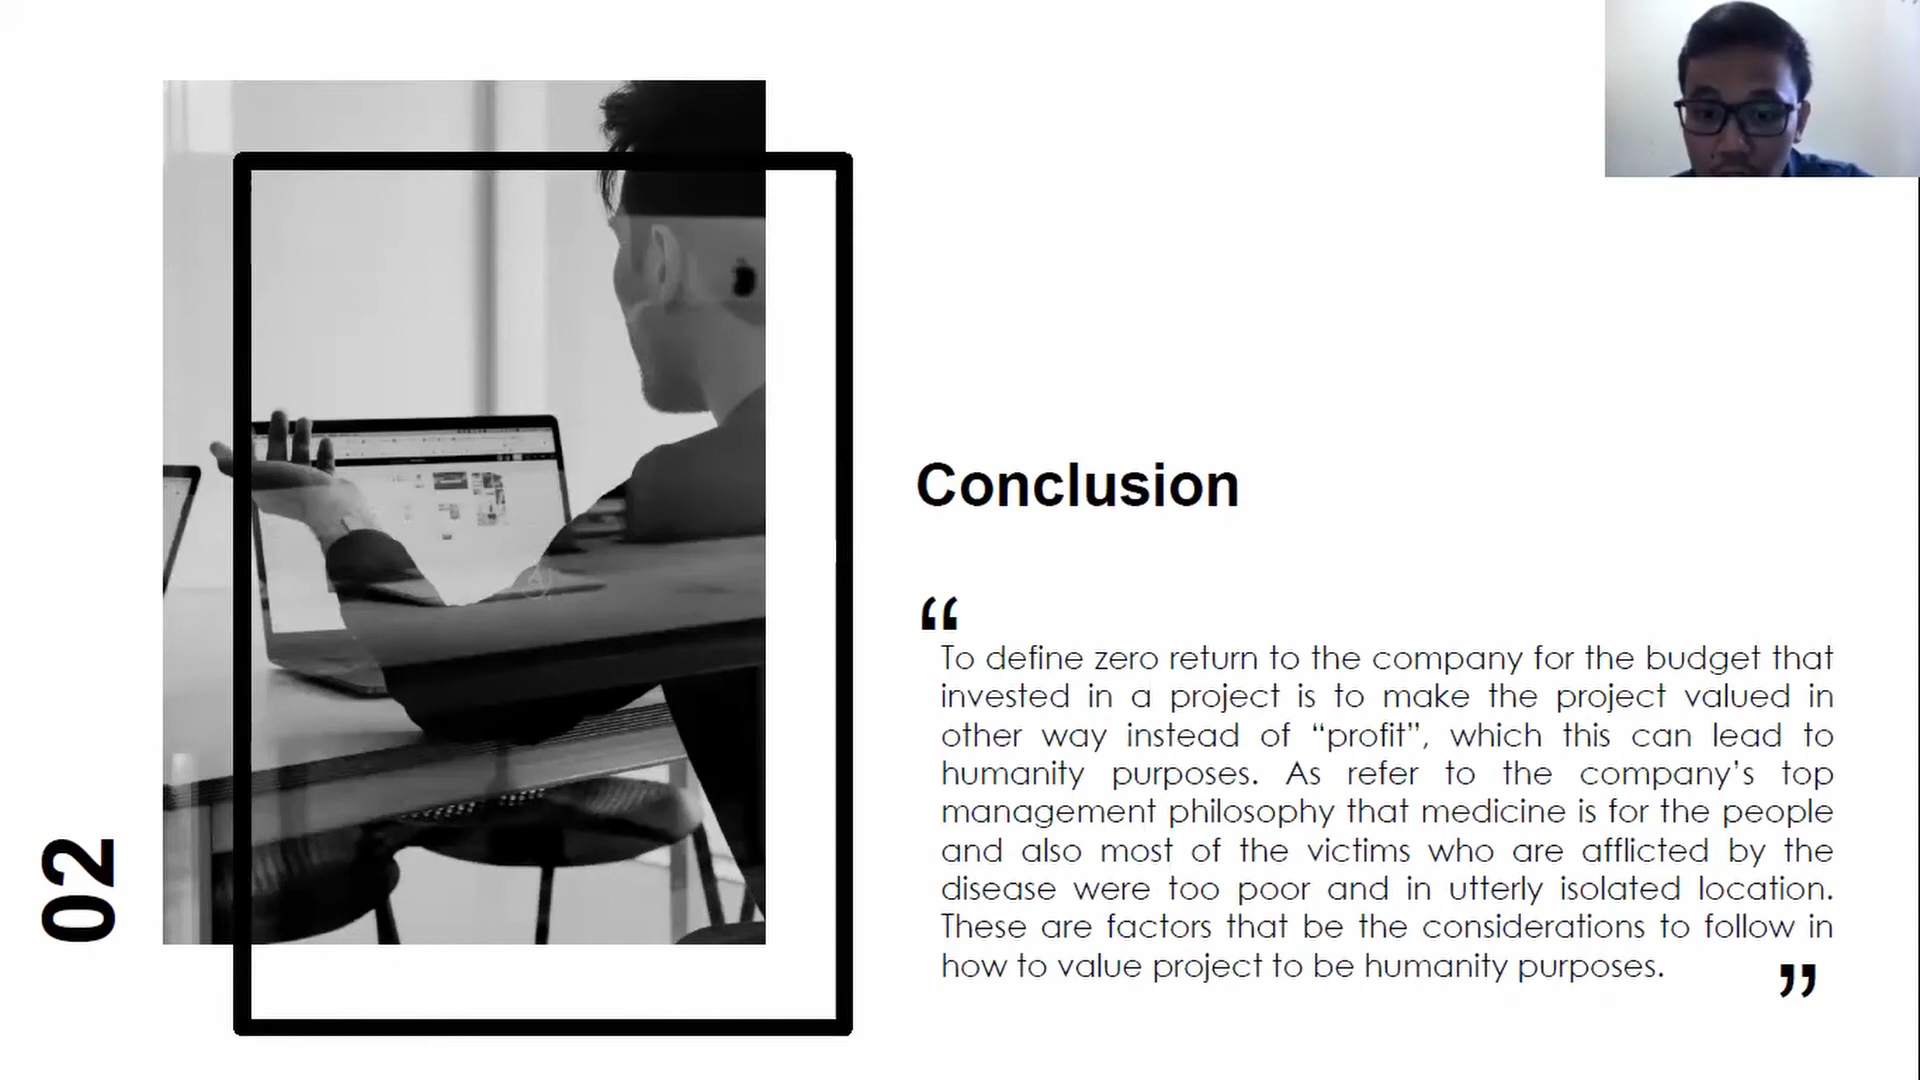 Conclusion
“
To define zero return to the company for the budget that
invested in a project is to make the project valued in
other way instead of “profit”, which this can lead to
humanity purposes. As refer to the company’s top
management philosophy that medicine is for the people
and also most of the victims who are afflicted by the
disease were too poor and in utterly isolated location.
These are factors that be the considerations to follow in
how to value project to be humanity purposes.
”
02